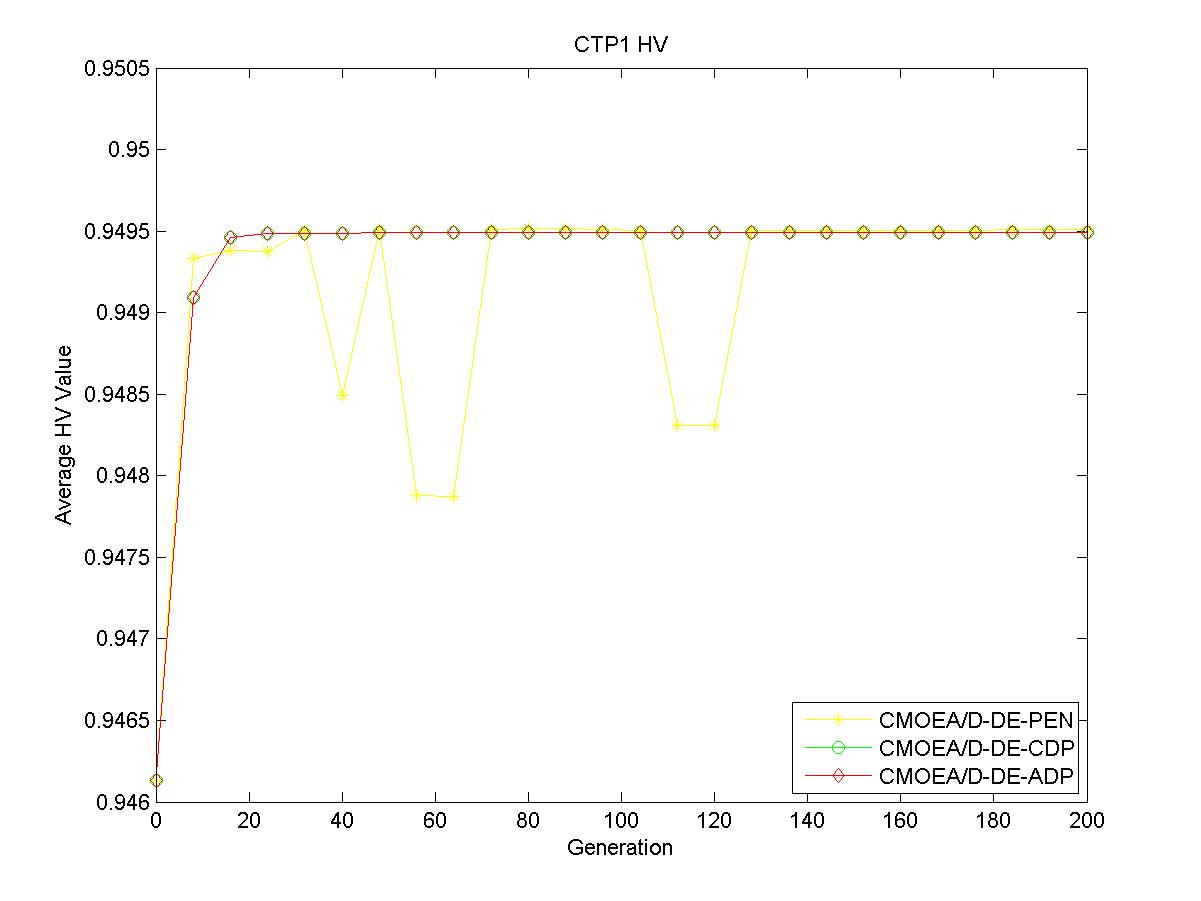 CTP1 HV
0.9505
0.95
0.9495
0.949
0.9485
0.948
0.9475
0.947
0.9465
0.946
Average HV Value
CMOEA/D-DE-PEN
CMOEA/D-DE-CDP
CMOEA/D-DE-ADP
0 20 40 60 80 100 120 140 160 180 200
Generation